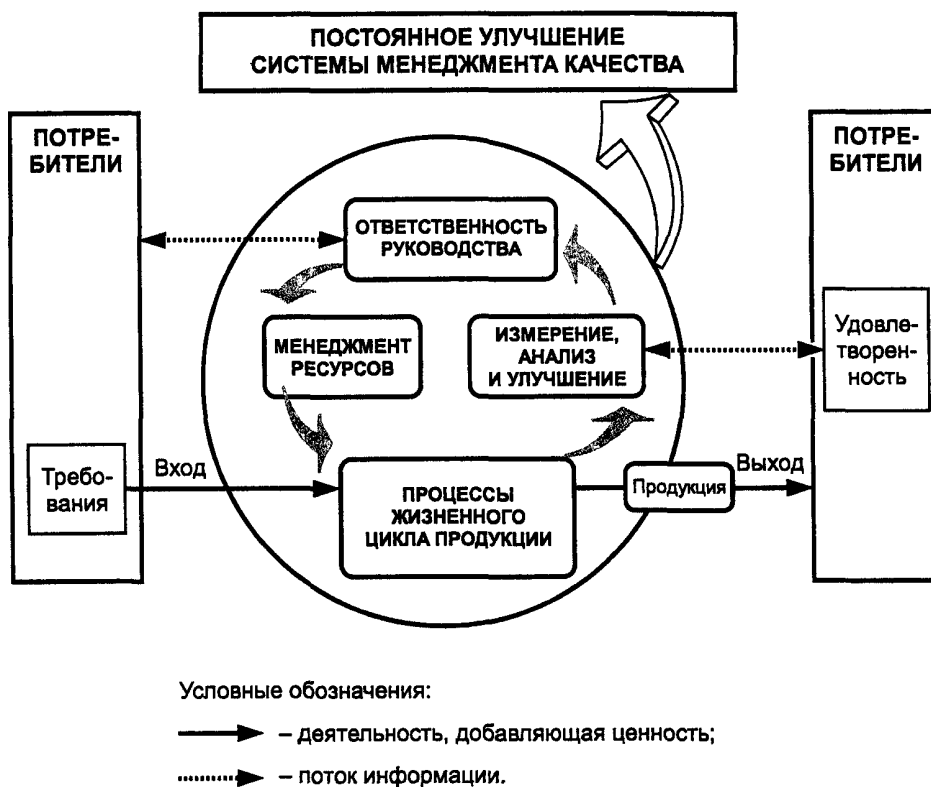 ПОСТОЯННОЕ УЛУЧШЕНИЕ
СИСТЕМЫ МЕНЕДЖМЕНТА КАЧЕСТВА
ПОТРЕ-
БИТЕЛИ
ПОТРЕ-
БИТЕЛИ
ОТВЕТСТВЕННОСТЬ
РУКОВОДСТВА
МЕНЕДЖМЕНТ
РЕСУРСОВ
ИЗМЕРЕНИЕ,
АНАЛИЗ
И УЛУЧШЕНИЕ
Удовле-
творен-
ность
Требо-
вания
Вход
ПРОЦЕССЫ
ЖИЗНЕННОГО
ЦИКЛА ПРОДУКЦИИ
Продукция
Выход
Условные обозначения:
– деятельность, добавляющая ценность;
– поток информации.